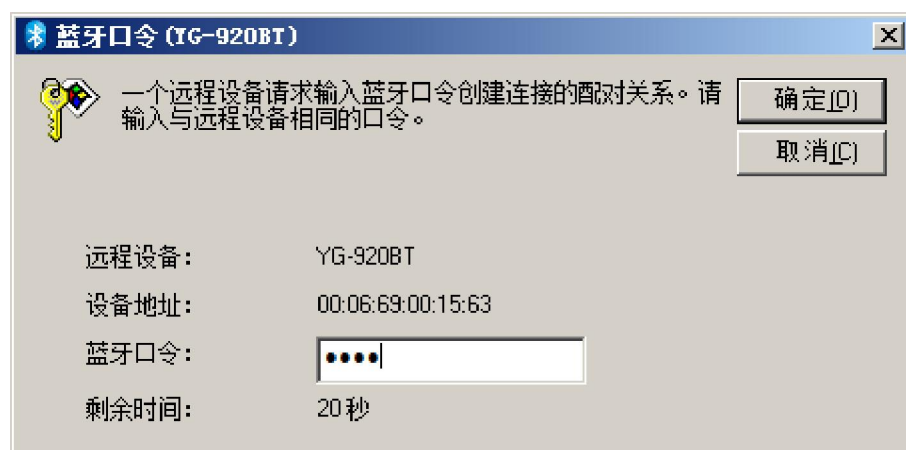 蓝牙口令(YG-920BT)
一个远程设备请求输入蓝牙口令创建连接的配对关系。请
输入与远程设备相同的口令。
确定(O)
取消(C)
远程设备: YG-920BT
设备地址: 00:06:69:00:15:63
蓝牙口令: ●●●●
剩余时间: 20秒